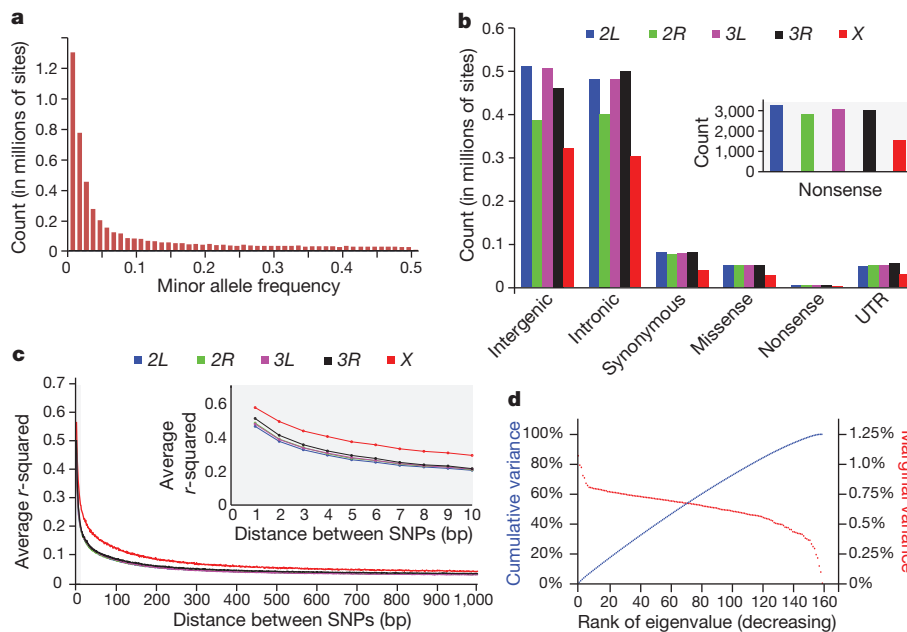 a
Count (in millions of sites)
1.2
1.0
0.8
0.6
0.4
0.2
0
0 0.1 0.2 0.3 0.4 0.5
Minor allele frequency
b
2L 2R 3L 3R X
Count (in millions of sites)
0.6
0.5
0.4
0.3
0.2
0.1
0
Intergenic Intronic Synonymous Missense Nonsense UTR
Count
3,000
2,000
1,000
0
Nonsense
c
2L 2R 3L 3R X
Average r-squared
0.7
0.6
0.5
0.4
0.3
0.2
0.1
0
0 100 200 300 400 500 600 700 800 900 1,000
Distance between SNPs (bp)
Average
r-squared
0.6
0.4
0.2
0
0 1 2 3 4 5 6 7 8 9 10
Distance between SNPs (bp)
d
Cumulative variance
100%
80%
60%
40%
20%
0%
1.25%
1.0%
0.75%
0.5%
0.25%
0%
Marginal variance
0 20 40 60 80 100 120 140 160
Rank of eigenvalue (decreasing)